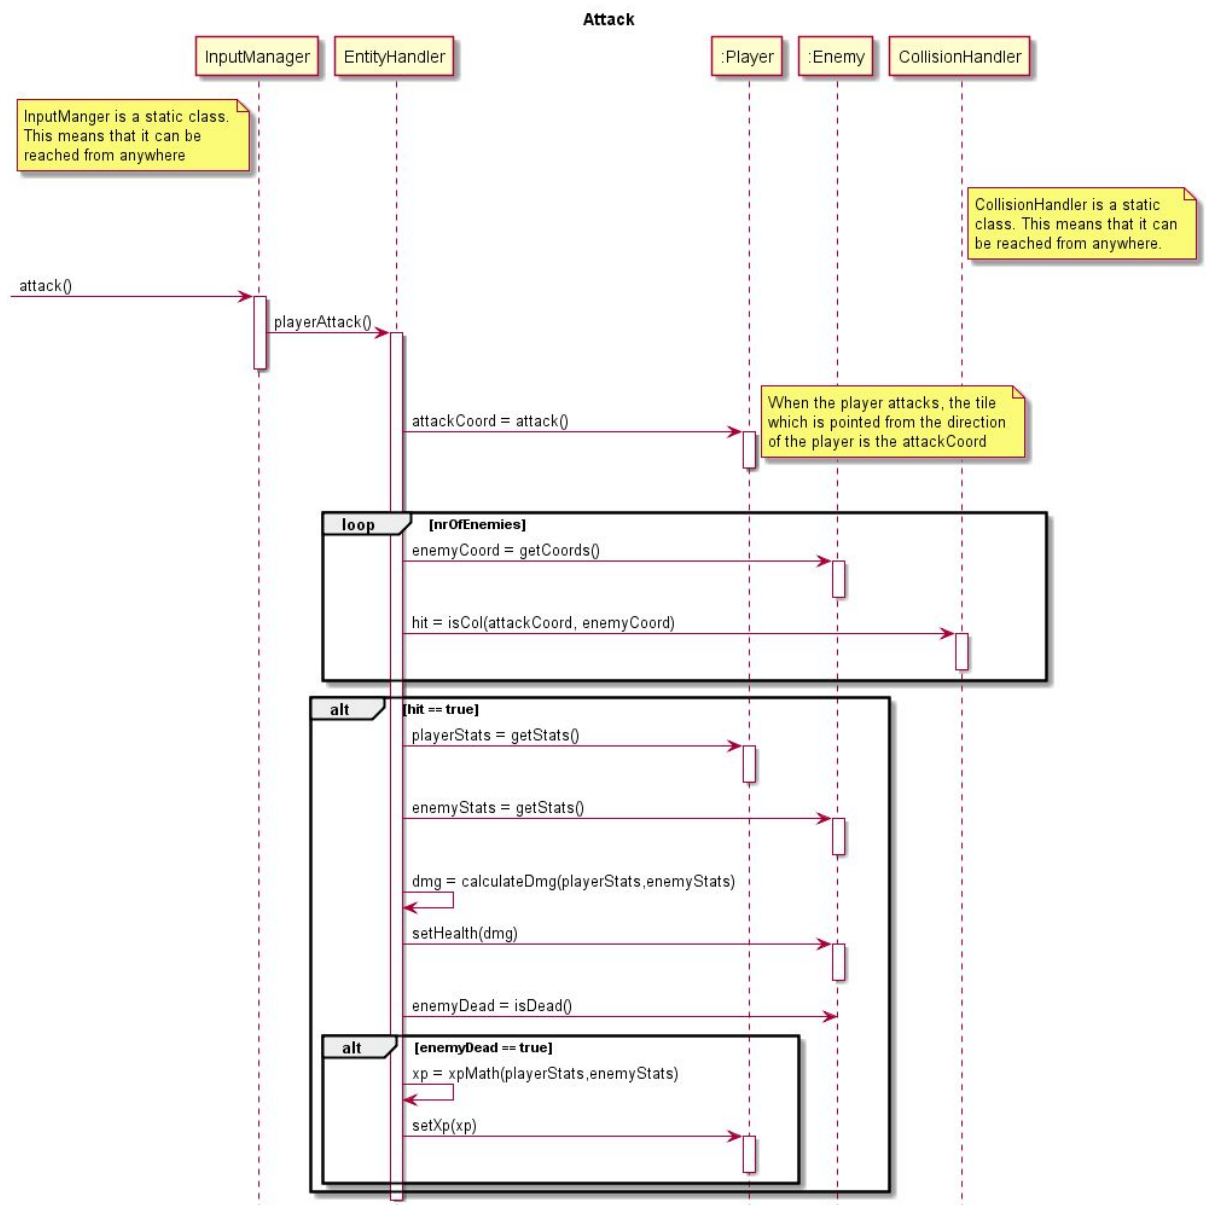 Attack
InputManager
EntityHandler
:Player
:Enemy
CollisionHandler
InputManger is a static class.
This means that it can be
reached from anywhere
CollisionHandler is a static
class. This means that it can
be reached from anywhere.
attack()
playerAttack()
When the player attacks, the tile
which is pointed from the direction
of the player is the attackCoord
attackCoord = attack()
loop [nrOfEnemies]
enemyCoord = getCoords()
hit = isCol(attackCoord, enemyCoord)
alt [hit == true]
playerStats = getStats()
enemyStats = getStats()
dmg = calculateDmg(playerStats,enemyStats)
setHealth(dmg)
enemyDead = isDead()
alt [enemyDead == true]
xp = xpMath(playerStats,enemyStats)
setXp(xp)